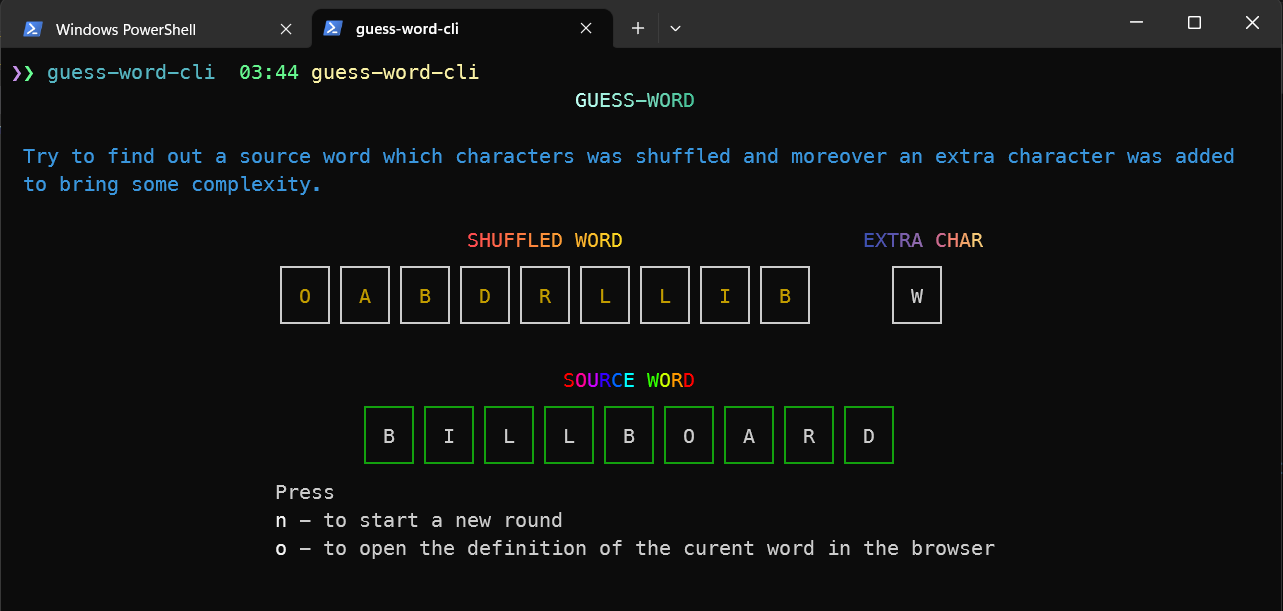 Windows PowerShell guess-word-cli
❯❯ guess-word-cli 03:44 guess-word-cli
GUESS-WORD
Try to find out a source word which characters was shuffled and moreover an extra character was added
to bring some complexity.
SHUFFLED WORD EXTRA CHAR
O A B D R L L I B W
SOURCE WORD
B I L L B O A R D
Press
n - to start a new round
o - to open the definition of the curent word in the browser